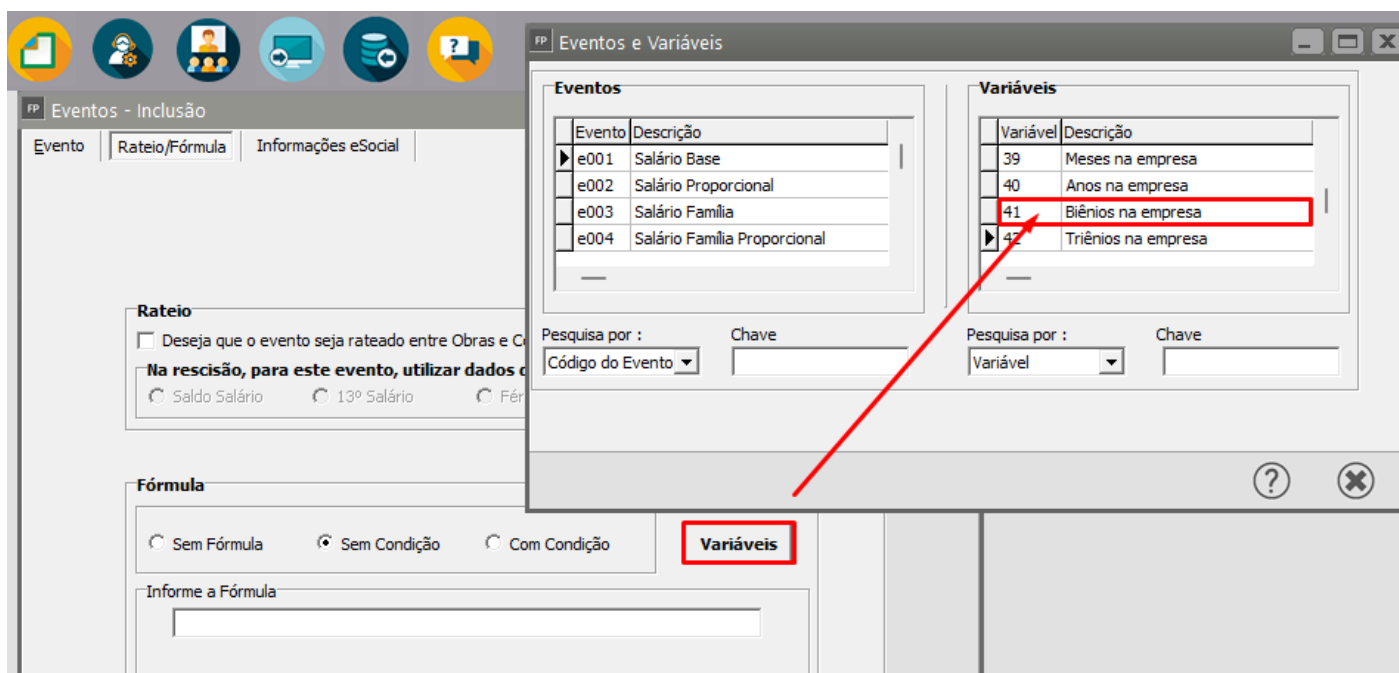 FP Eventos e Variáveis
Eventos
Evento Descrição
e001 Salário Base
e002 Salário Proporcional
e003 Salário Família
e004 Salário Família Proporcional
Pesquisa por :
Chave
Código do Evento
Variáveis
Variável Descrição
39 Meses na empresa
40 Anos na empresa
41 Biênios na empresa
42 Triênios na empresa
Pesquisa por :
Chave
Variável
?
?
FP Eventos - Inclusão
Evento
Rateio/Fórmula
Informações eSocial
Rateio
Deseja que o evento seja rateado entre Obras e
Na rescisão, para este evento, utilizar dados
Saldo Salário
13º Salário
Fér
Fórmula
Sem Fórmula
Sem Condição
Com Condição
Variáveis
Informe a Fórmula